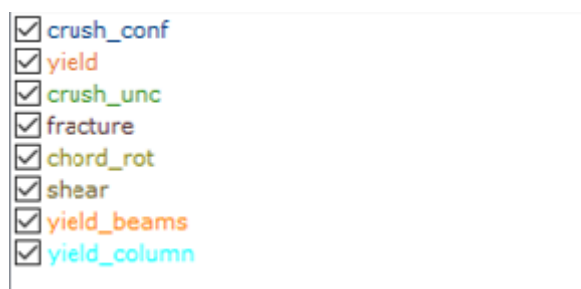 crush_conf
yield
crush_unc
fracture
chord_rot
shear
yield_beams
yield_column